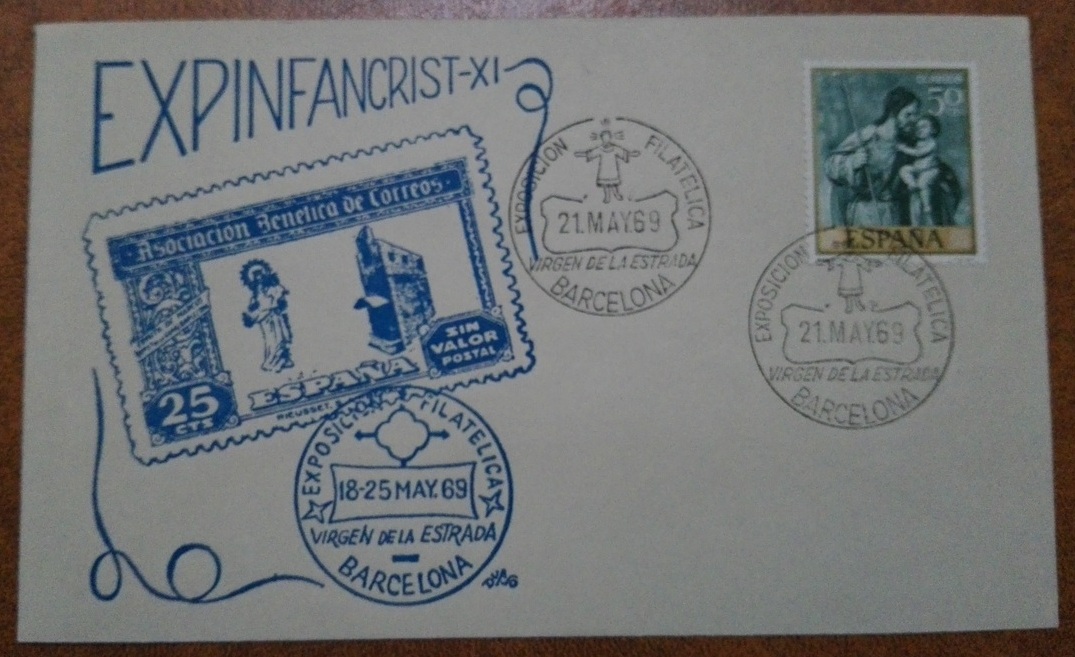 EXPINFANCRIST-XI
Asociacion Benefica de Correos
25
CTS
ESPAÑA
SIN
VALOR
POSTAL
EXPOSICION FILATELICA
18-25 MAY. 69
VIRGEN DE LA ESTRADA
BARCELONA
EXPOSICION FILATELICA
21.MAY.69
VIRGEN DE LA ESTRADA
BARCELONA
CORREOS
50
ESPAÑA
EXPOSICION FILATELICA
21.MAY.69
VIRGEN DE LA ESTRADA
BARCELONA